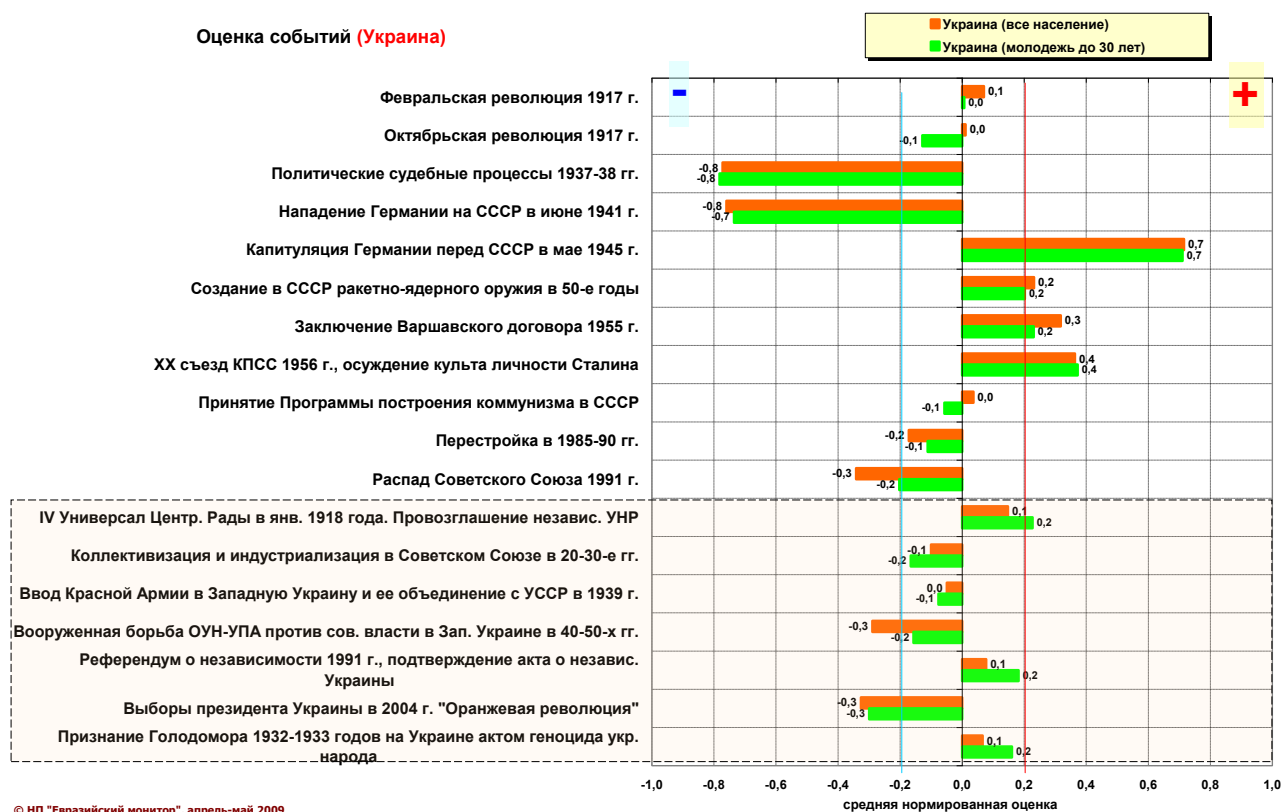 Оценка событий (Украина)
Украина (все население)
Украина (молодежь до 30 лет)
- +
Февральская революция 1917 г. 0,1 0,0
Октябрьская революция 1917 г. 0,0 -0,1
Политические судебные процессы 1937-38 гг. -0,8 -0,8
Нападение Германии на СССР в июне 1941 г. -0,8 -0,7
Капитуляция Германии перед СССР в мае 1945 г. 0,7 0,7
Создание в СССР ракетно-ядерного оружия в 50-е годы 0,2 0,2
Заключение Варшавского договора 1955 г. 0,3 0,2
XX съезд КПСС 1956 г., осуждение культа личности Сталина 0,4 0,4
Принятие Программы построения коммунизма в СССР 0,0 -0,1
Перестройка в 1985-90 гг. -0,2 -0,1
Распад Советского Союза 1991 г. -0,3 -0,2
IV Универсал Центр. Рады в янв. 1918 года. Провозглашение независ. УНР 0,1 0,2
Коллективизация и индустриализация в Советском Союзе в 20-30-е гг. -0,1 -0,2
Ввод Красной Армии в Западную Украину и ее объединение с УССР в 1939 г. 0,0 -0,1
Вооруженная борьба ОУН-УПА против сов. власти в Зап. Украине в 40-50-х гг. -0,3 -0,2
Референдум о независимости 1991 г., подтверждение акта о независ.
Украины 0,1 0,2
Выборы президента Украины в 2004 г. "Оранжевая революция" -0,3 -0,3
Признание Голодомора 1932-1933 годов на Украине актом геноцида укр.
народа 0,1 0,2
-1,0 -0,8 -0,6 -0,4 -0,2 0,0 0,2 0,4 0,6 0,8 1,0
средняя нормированная оценка
© НП "Евразийский монитор", апрель-май 2009